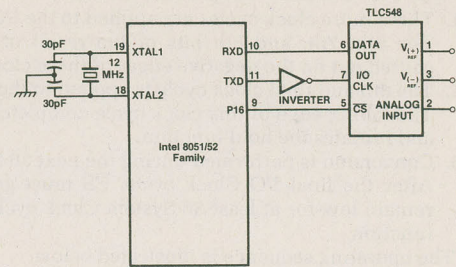 TLC548
30pF
30pF
12
MHz
19
XTAL1
18
XTAL2
Intel 8051/52
Family
RXD
10
TXD
11
P16
9
INVERTER
6
DATA
OUT
7
I/O
CLK
5
CS
V(+)
REF
1
V(–)
REF
3
ANALOG
INPUT
2